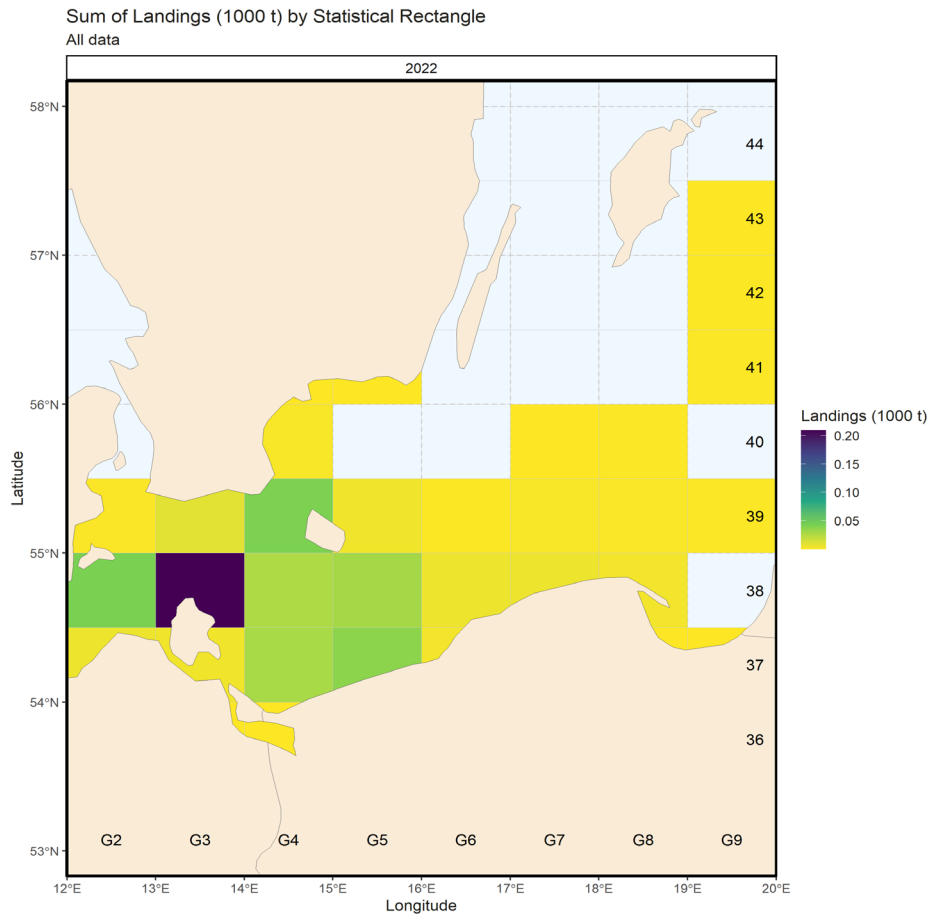 Sum of Landings (1000 t) by Statistical Rectangle
All data
2022
58°N
57°N
56°N
55°N
54°N
53°N
Latitude
44
43
42
41
40
39
38
37
36
G2 G3 G4 G5 G6 G7 G8 G9
12°E 13°E 14°E 15°E 16°E 17°E 18°E 19°E 20°E
Longitude
Landings (1000 t)
0.20
0.15
0.10
0.05